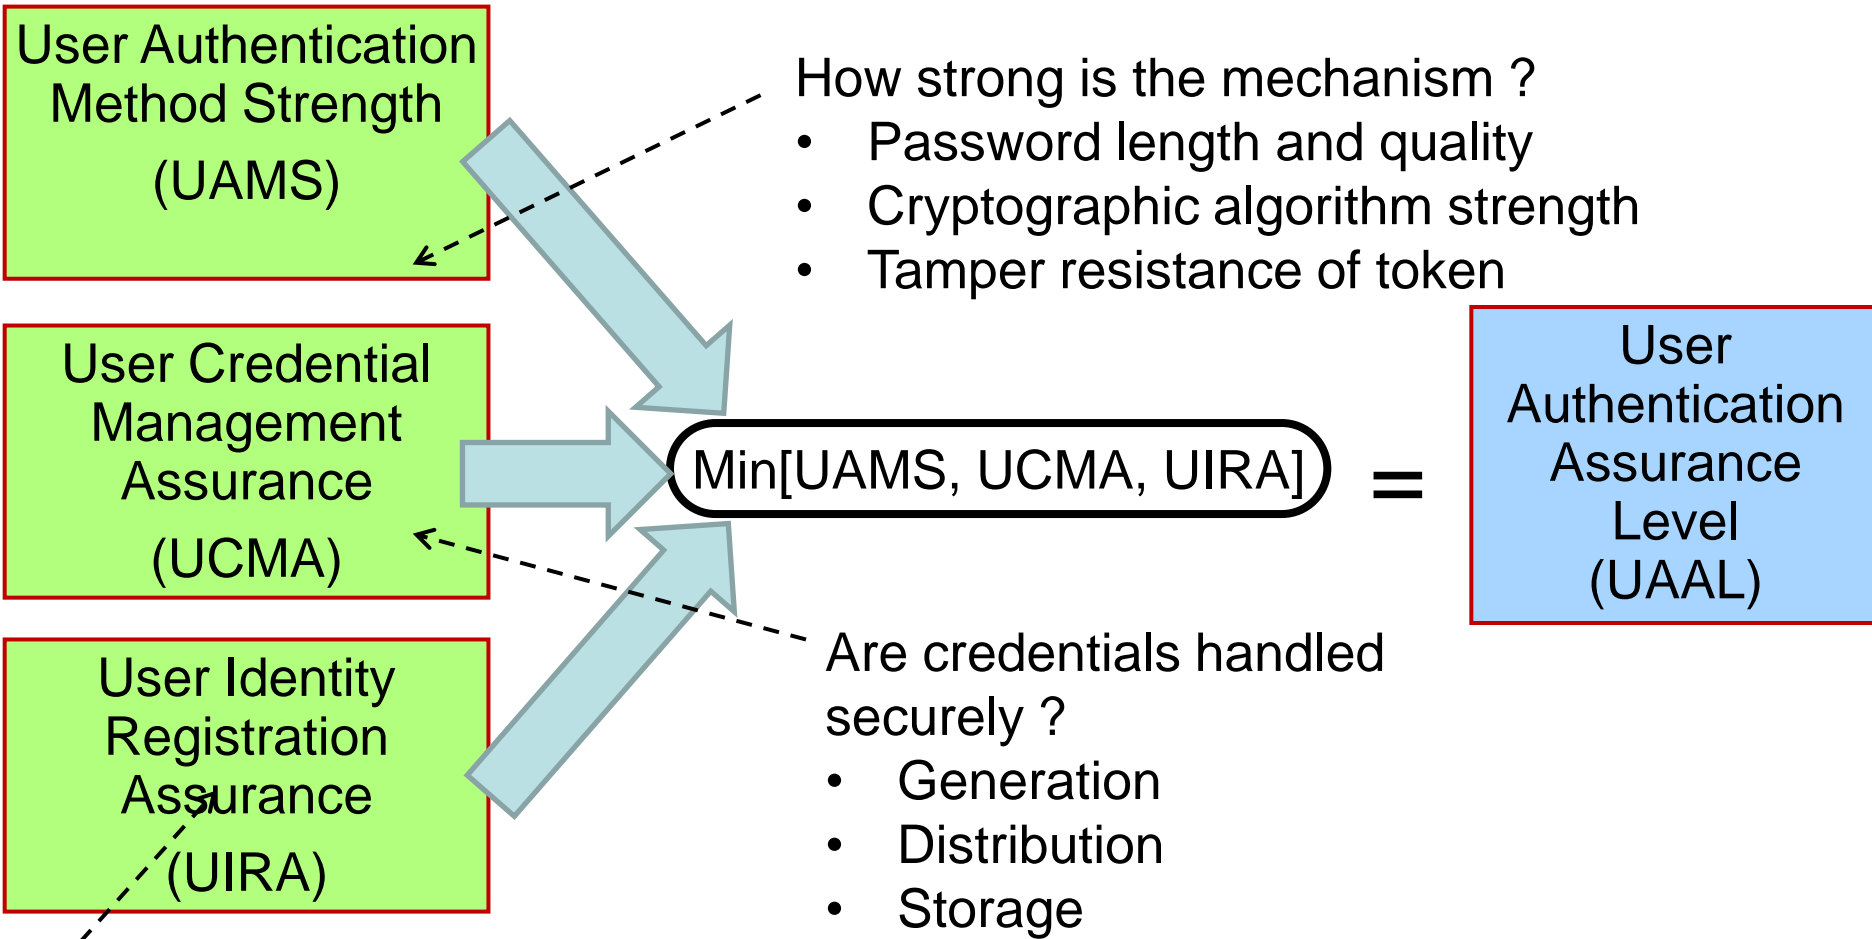 User Authentication
Method Strength
(UAMS)
How strong is the mechanism ?
• Password length and quality
• Cryptographic algorithm strength
• Tamper resistance of token
User Credential
Management
Assurance
(UCMA)
Min[UAMS, UCMA, UIRA]
=
User
Authentication
Assurance
Level
(UAAL)
User Identity
Registration
Assurance
(UIRA)
Are credentials handled
securely ?
• Generation
• Distribution
• Storage